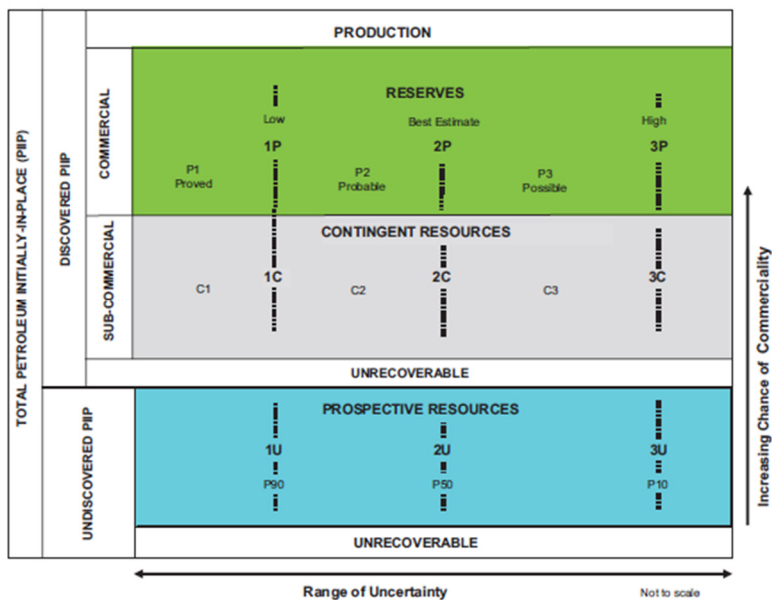 TOTAL PETROLEUM INITIALLY-IN-PLACE (PIIP)
DISCOVERED PIIP
UNDISCOVERED PIIP
COMMERCIAL
SUB-COMMERCIAL
PRODUCTION
RESERVES
Low
Best Estimate
High
1P
2P
3P
P1
Proved
P2
Probable
P3
Possible
CONTINGENT RESOURCES
1C
2C
3C
C1
C2
C3
UNRECOVERABLE
PROSPECTIVE RESOURCES
1U
2U
3U
P90
P50
P10
UNRECOVERABLE
Increasing Chance of Commerciality
Range of Uncertainty
Not to scale